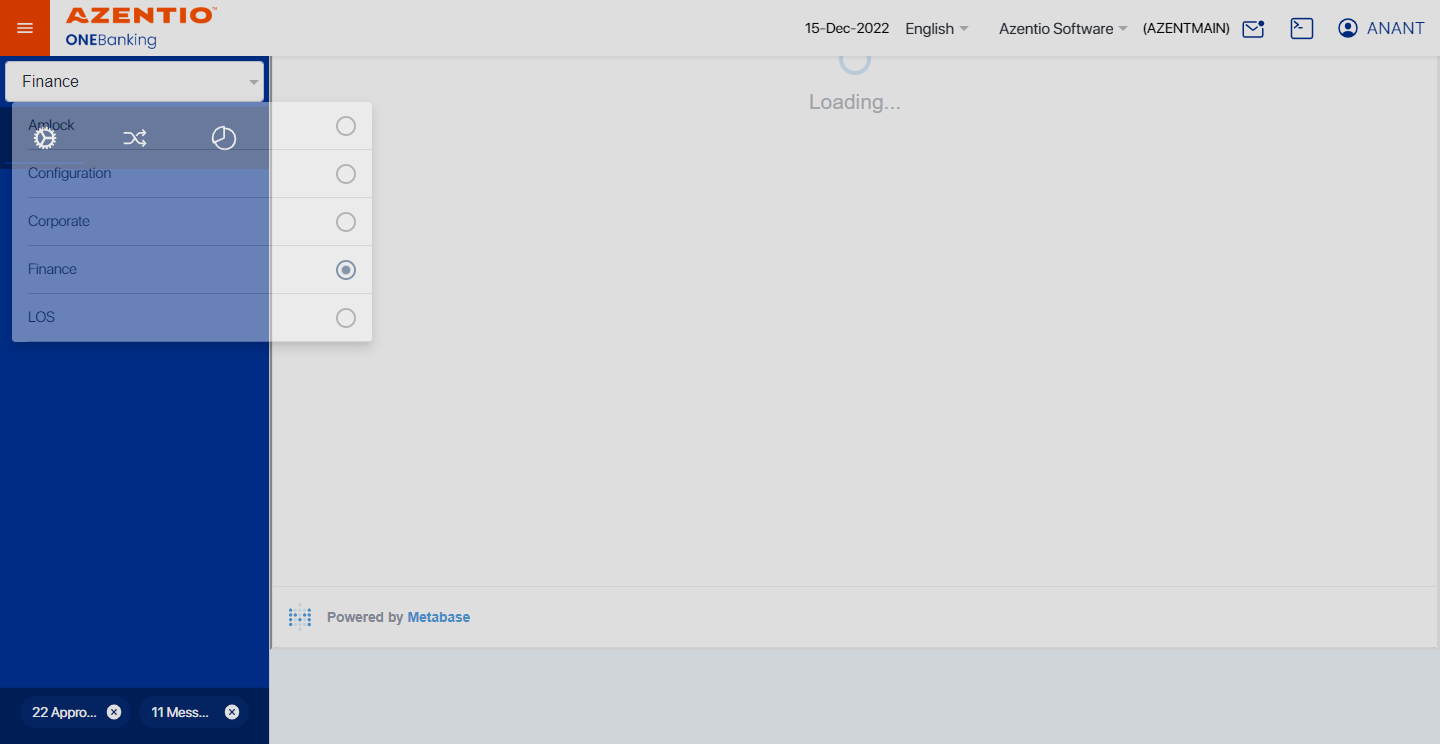 AZENTIO™
ONEBanking
15-Dec-2022
English
Azentio Software
(AZENTMAIN)
ANANT
Finance
Loading...
Amlock
Configuration
Corporate
Finance
LOS
Powered by Metabase
22 Appro...
11 Mess...